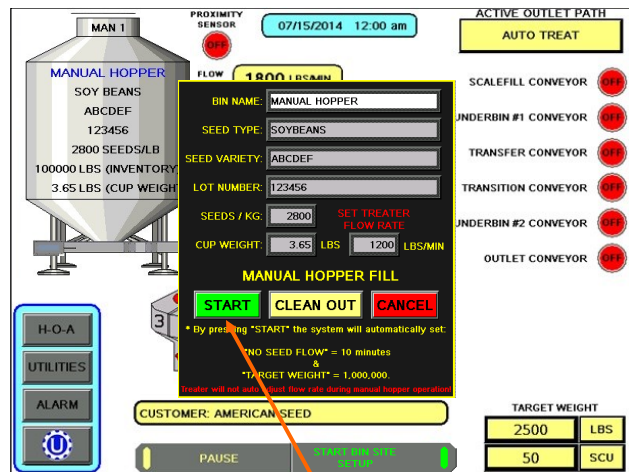 MAN 1
PROXIMITY
SENSOR
OFF
07/15/2014 12:00 am
ACTIVE OUTLET PATH
AUTO TREAT
MANUAL HOPPER
SOY BEANS
ABCDEF
123456
2800 SEEDS/LB
100000 LBS (INVENTORY
3.65 LBS (CUP WEIGH
FLOW
1800 LBS/MIN
BIN NAME: MANUAL HOPPER
SEED TYPE: SOYBEANS
SEED VARIETY: ABCDEF
LOT NUMBER: 123456
SEEDS / KG: 2800
SET TREATER
FLOW RATE
CUP WEIGHT: 3.65 LBS 1200 LBS/MIN
MANUAL HOPPER FILL
START CLEAN OUT CANCEL
* By pressing "START" the system will automatically set:
"NO SEED FLOW" = 10 minutes
&
"TARGET WEIGHT" = 1,000,000.
Treater will not auto adjust flow rate during manual hopper operation!
SCALEFILL CONVEYOR OFF
UNDERBIN #1 CONVEYOR OFF
TRANSFER CONVEYOR OFF
TRANSITION CONVEYOR OFF
UNDERBIN #2 CONVEYOR OFF
OUTLET CONVEYOR OFF
3
H-O-A
UTILITIES
ALARM
U
CUSTOMER: AMERICAN SEED
PAUSE
START BIN SITE
SETUP
TARGET WEIGHT
2500 LBS
50 SCU